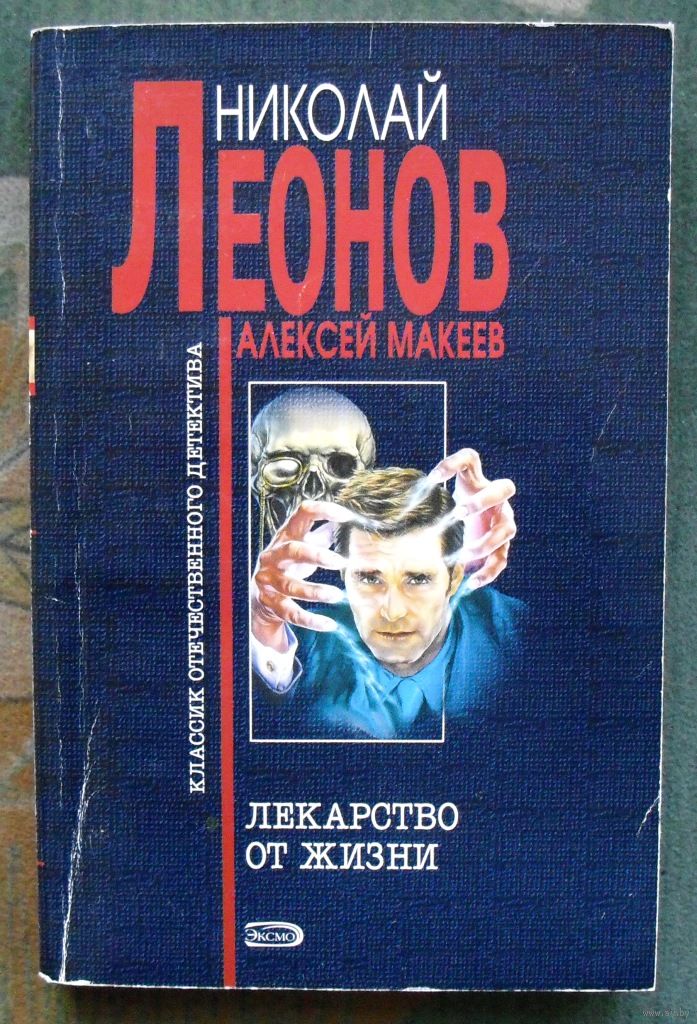 НИКОЛАЙ
ЛЕОНОВ
АЛЕКСЕЙ МАКЕЕВ
КЛАССИК ОТЕЧЕСТВЕННОГО ДЕТЕКТИВА
ЛЕКАРСТВО
ОТ ЖИЗНИ
ЭКСМО